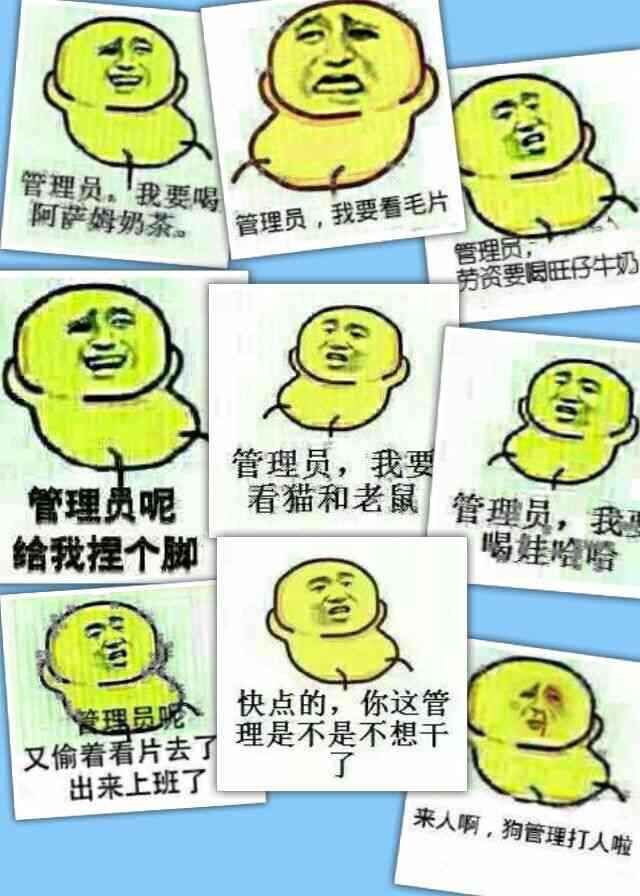 管理员，我要喝
阿萨姆奶茶。
管理员，我要看毛片
管理员，
劳资要喝旺仔牛奶
管理员呢
给我捏个脚
管理员，我要
看猫和老鼠
管理员，我要
喝娃哈哈
管理员呢
又偷着看片去了
出来上班了
快点的，你这管
理是不是不想干
了
来人啊，狗管理打人啦